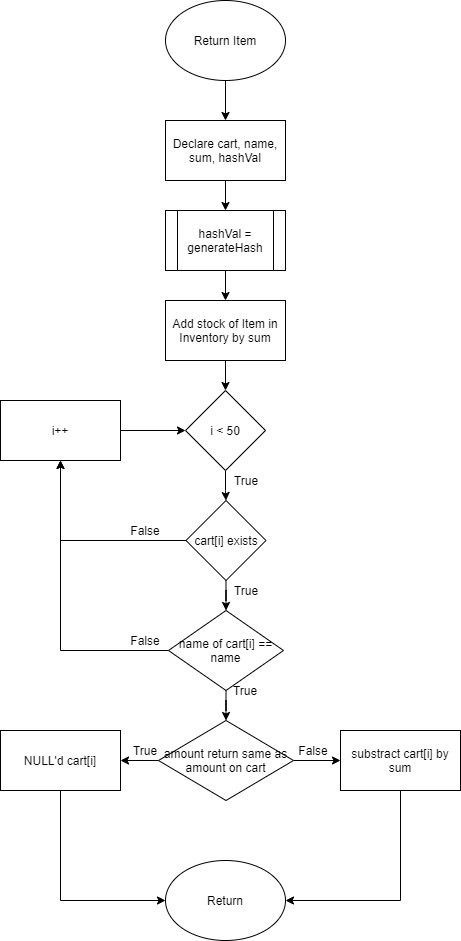 Return Item
Declare cart, name,
sum, hashVal
hashVal =
generateHash
Add stock of Item in
Inventory by sum
i++
i < 50
True
False
cart[i] exists
True
False
name of cart[i] ==
name
True
NULL'd cart[i]
True
amount return same as
amount on cart
False
substract cart[i] by
sum
Return